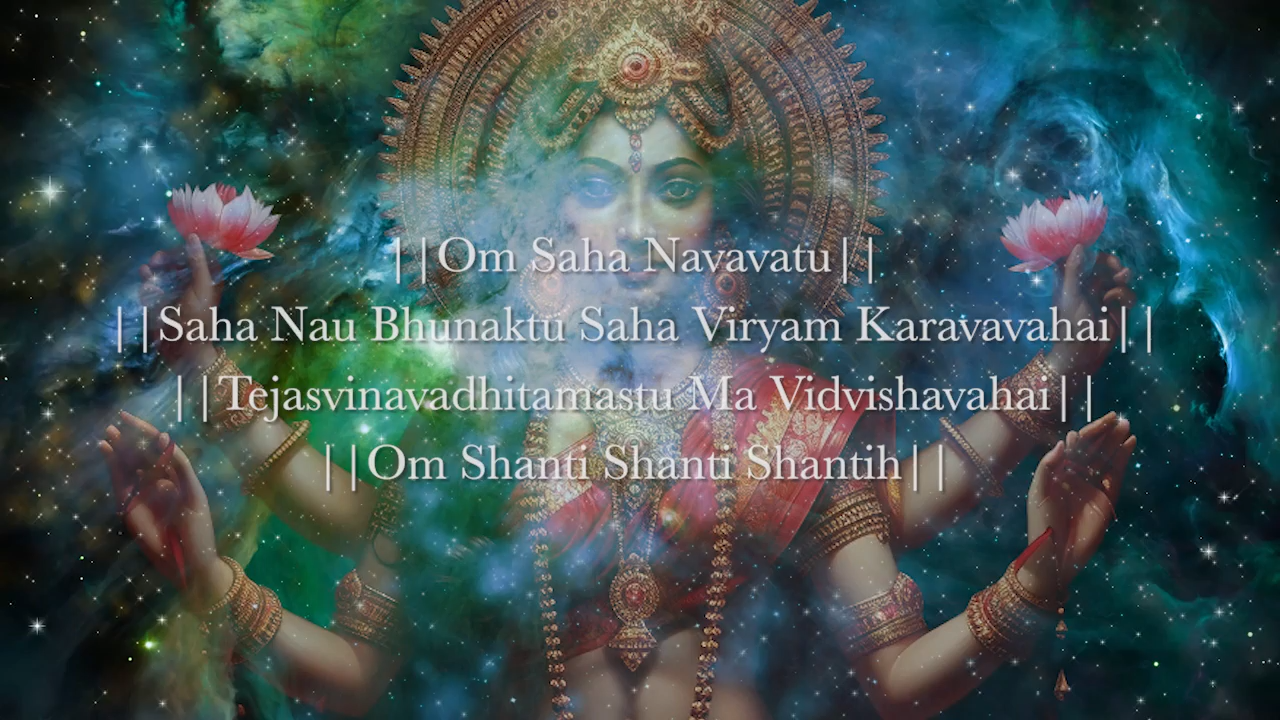 ||Om Saha Navavatu||
||Saha Nau Bhunaktu Saha Viryam Karavavahai||
||Tejasvinavadhitamastu Ma Vidvishavahai||
||Om Shanti Shanti Shantih||